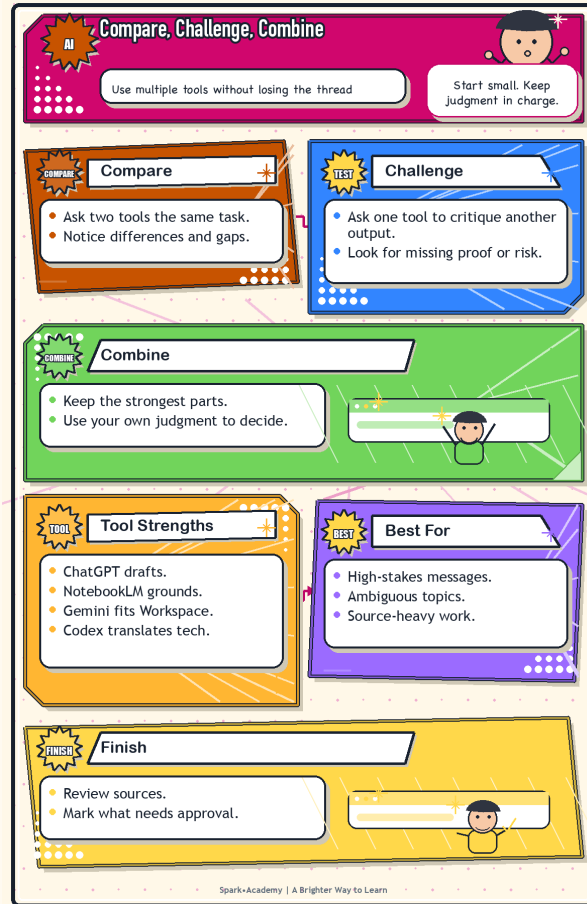 AI
Compare, Challenge, Combine
Use multiple tools without losing the thread
Start small. Keep
judgment in charge.
COMPARE
Compare
Ask two tools the same task.
Notice differences and gaps.
TEST
Challenge
Ask one tool to critique another
output.
Look for missing proof or risk.
COMBINE
Combine
Keep the strongest parts.
Use your own judgment to decide.
TOOL
Tool Strengths
ChatGPT drafts.
NotebookLM grounds.
Gemini fits Workspace.
Codex translates tech.
BEST
Best For
High-stakes messages.
Ambiguous topics.
Source-heavy work.
FINISH
Finish
Review sources.
Mark what needs approval.
Spark•Academy | A Brighter Way to Learn